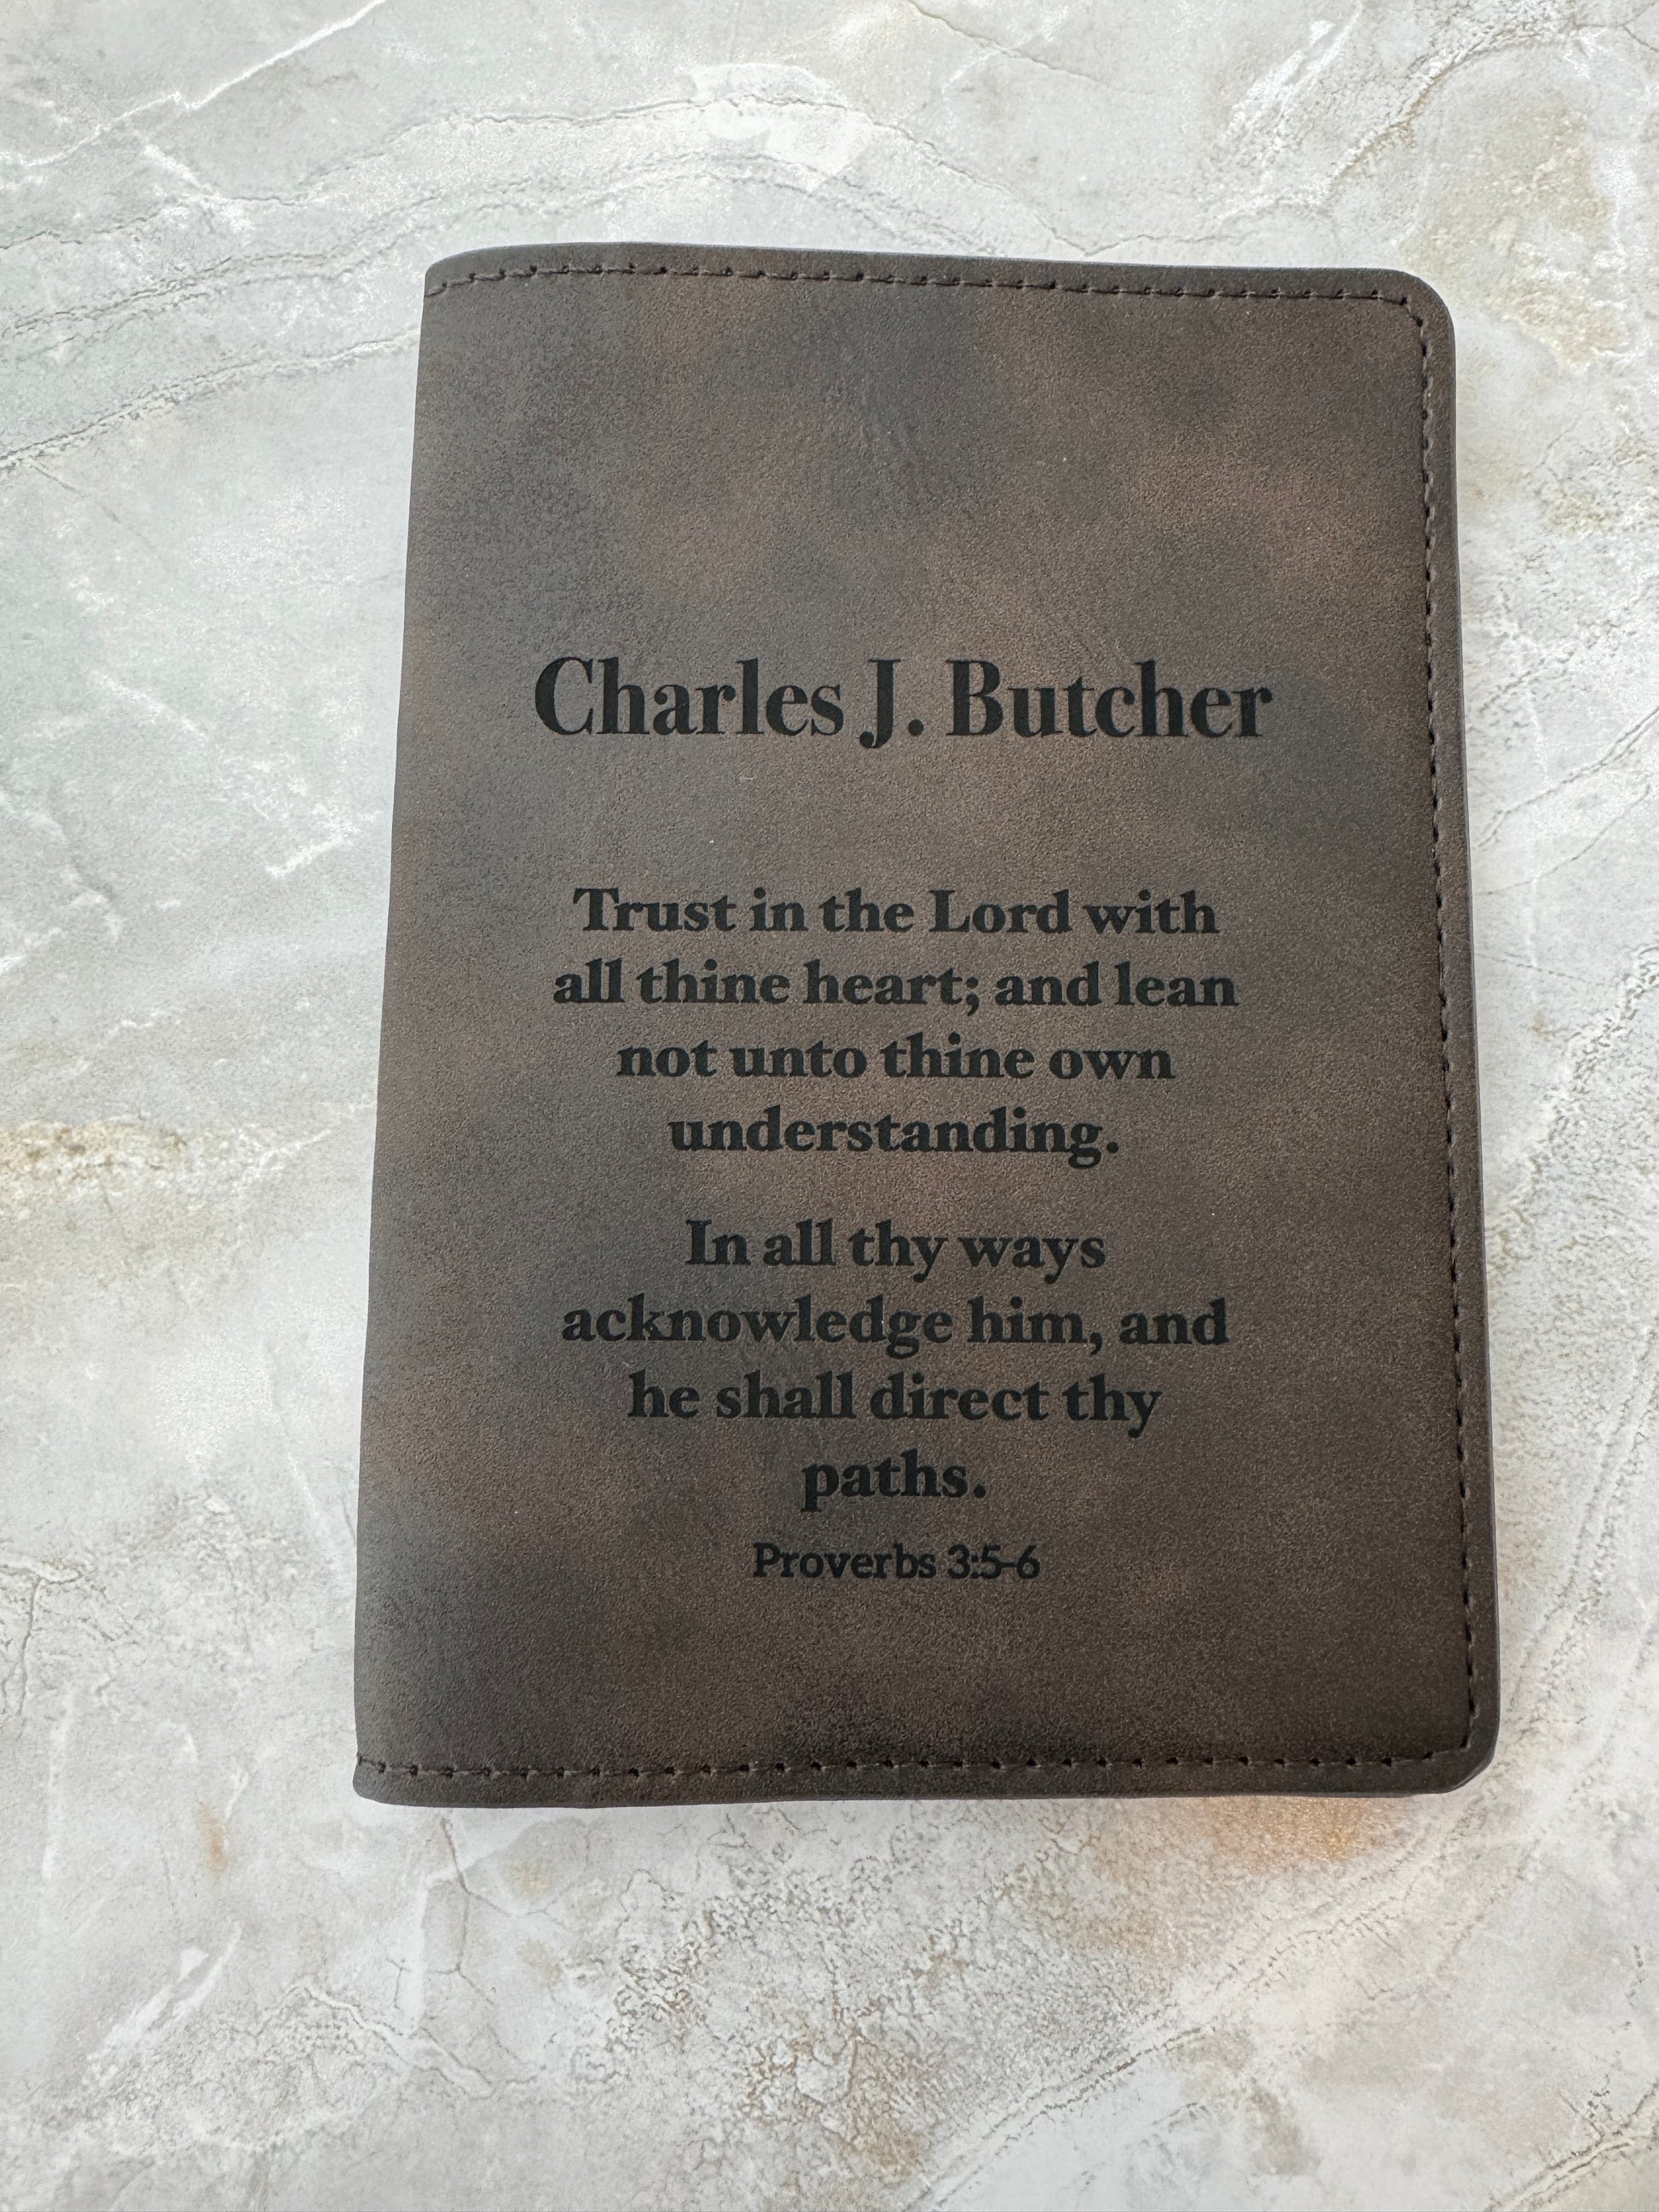 Charles J. Butcher
Trust in the Lord with
all thine heart; and lean
not unto thine own
understanding.
In all thy ways
acknowledge him, and
he shall direct thy
paths.
Proverbs 3:5-6